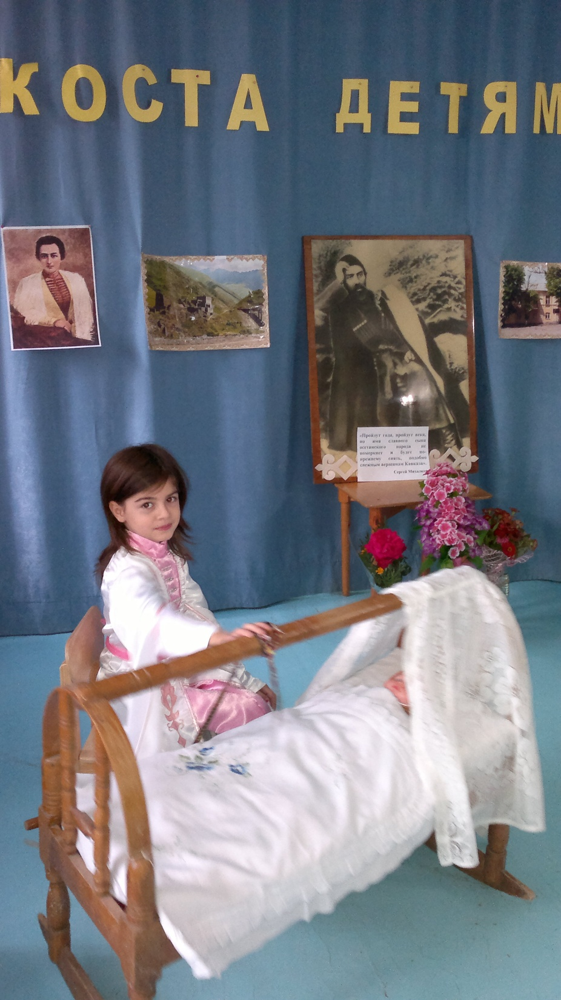 КОСТА ДЕТЯМ
«Пройдут года, пройдут века,
но имя славного сына
осетинского народа не
померкнет и будет по-
прежнему сиять, подобно
снежным вершинам Кавказа».
Сергей Михалков